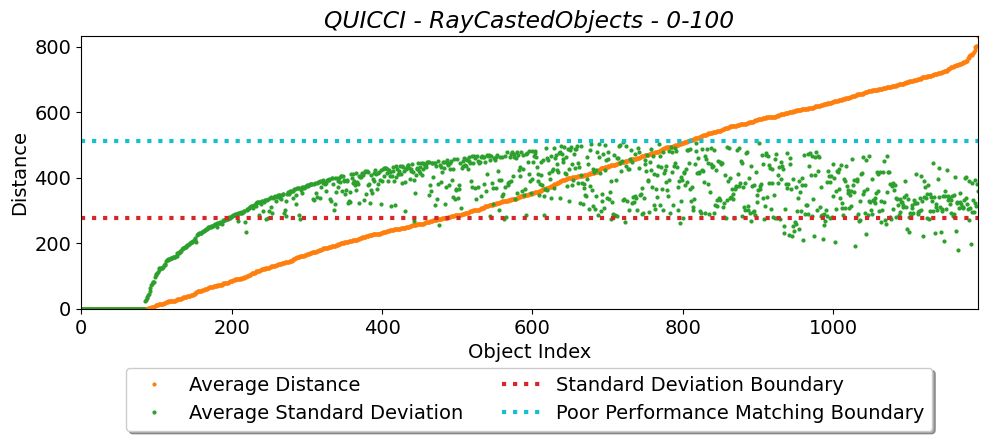 QUICCI - RayCastedObjects - 0-100
800
600
400
200
0
Distance
0 200 400 600 800 1000
Object Index
Average Distance
Average Standard Deviation
Standard Deviation Boundary
Poor Performance Matching Boundary